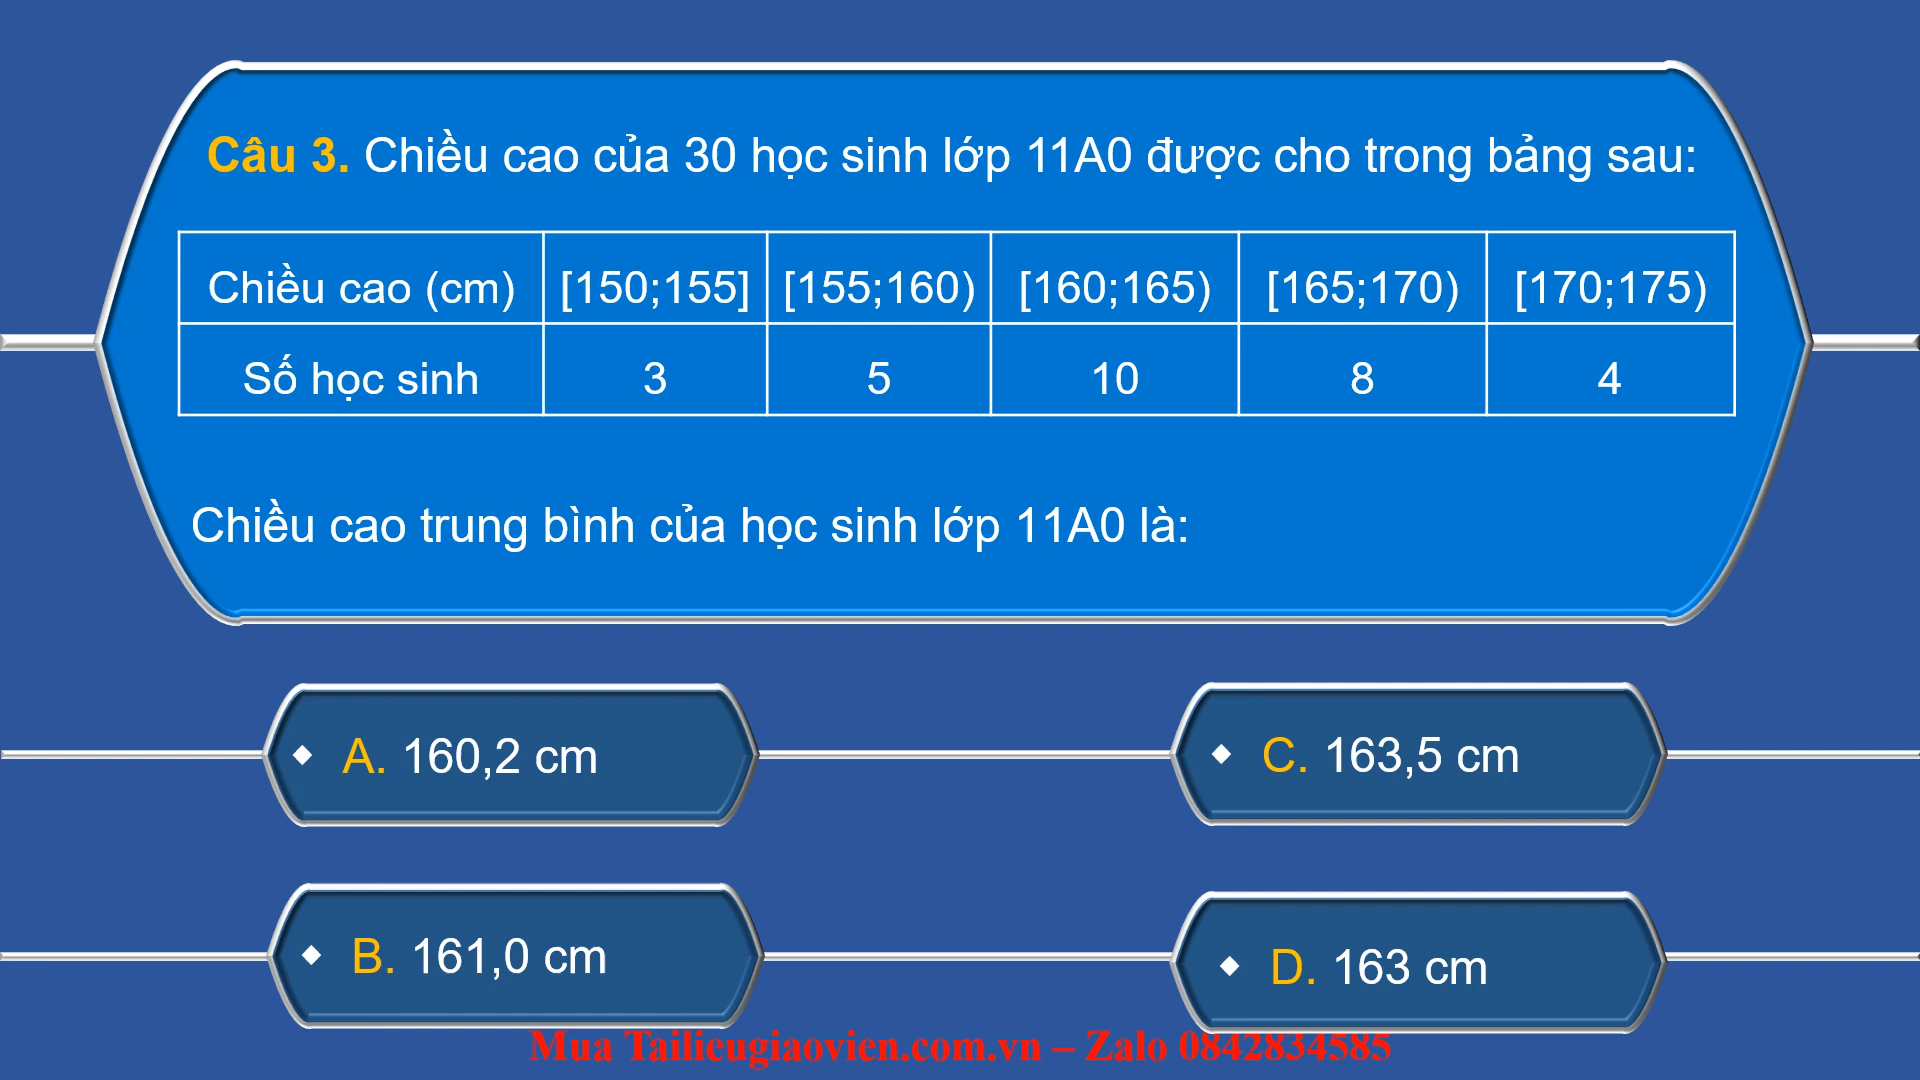 Câu 3. Chiều cao của 30 học sinh lớp 11A0 được cho trong bảng sau:
Chiều cao (cm) [150;155] [155;160) [160;165) [165;170) [170;175)
Số học sinh 3 5 10 8 4
Chiều cao trung bình của học sinh lớp 11A0 là:
◆ A. 160,2 cm
◆ C. 163,5 cm
◆ B. 161,0 cm
◆ D. 163 cm
Mua Tailieugiaovien.com.vn – Zalo 0842834585